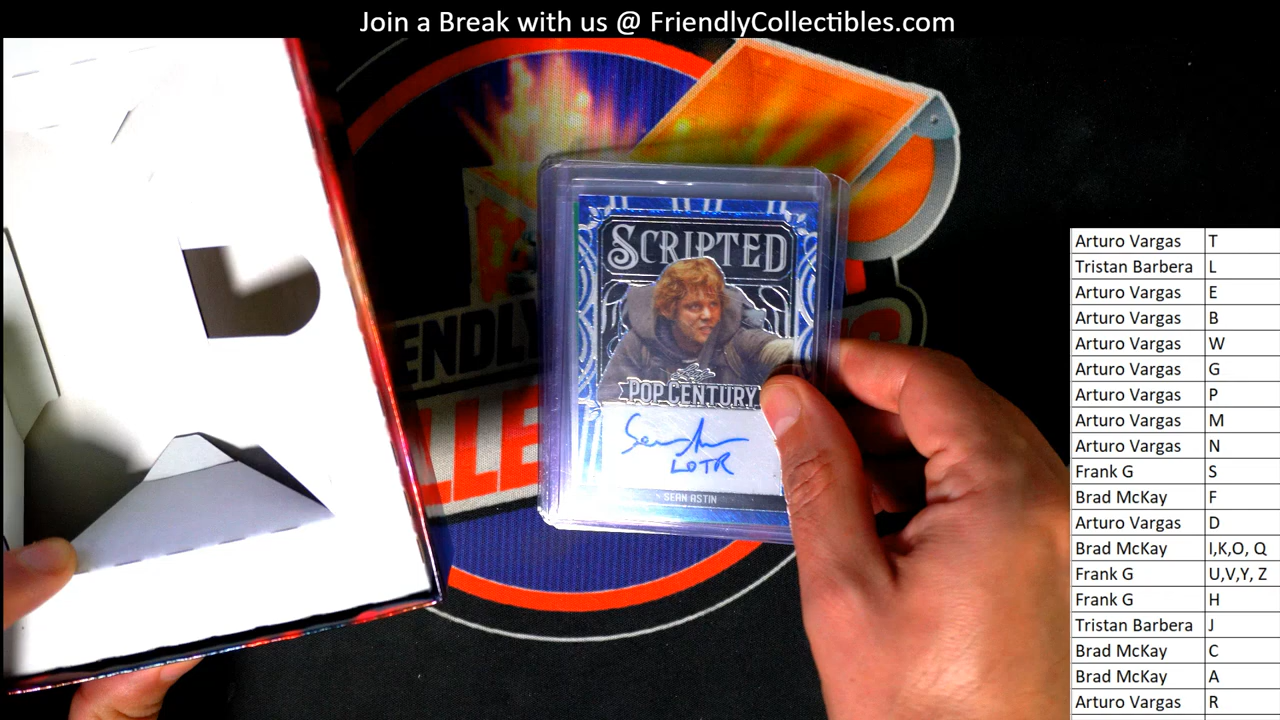 Join a Break with us @ FriendlyCollectibles.com
SCRIPTED
Leaf
POP CENTURY
LOTR
SEAN ASTIN
Arturo Vargas T
Tristan Barbera L
Arturo Vargas E
Arturo Vargas B
Arturo Vargas W
Arturo Vargas G
Arturo Vargas P
Arturo Vargas M
Arturo Vargas N
Frank G S
Brad McKay F
Arturo Vargas D
Brad McKay I,K,O, Q
Frank G U,V,Y, Z
Frank G H
Tristan Barbera J
Brad McKay C
Brad McKay A
Arturo Vargas R